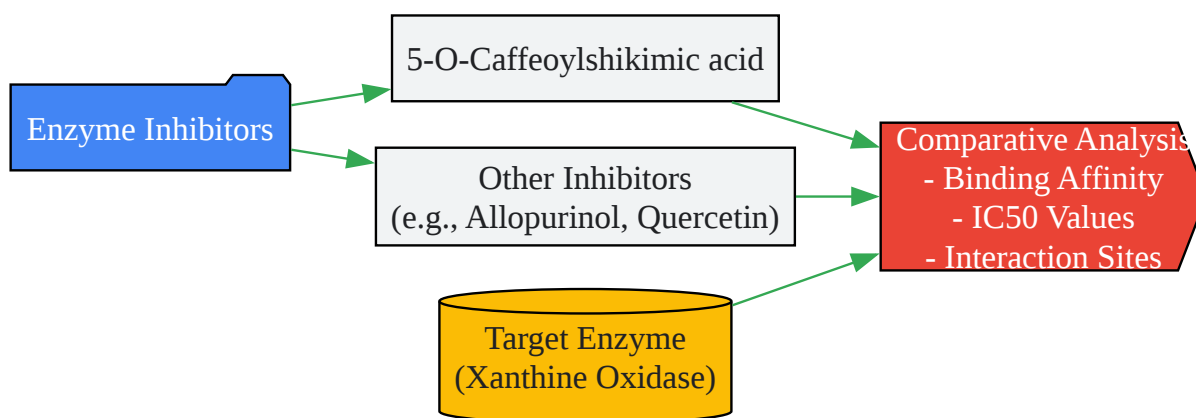 Enzyme Inhibitors
5-O-Caffeoylshikimic acid
Other Inhibitors
(e.g., Allopurinol, Quercetin)
Target Enzyme
(Xanthine Oxidase)
Comparative Analysis
- Binding Affinity
- IC50 Values
- Interaction Sites